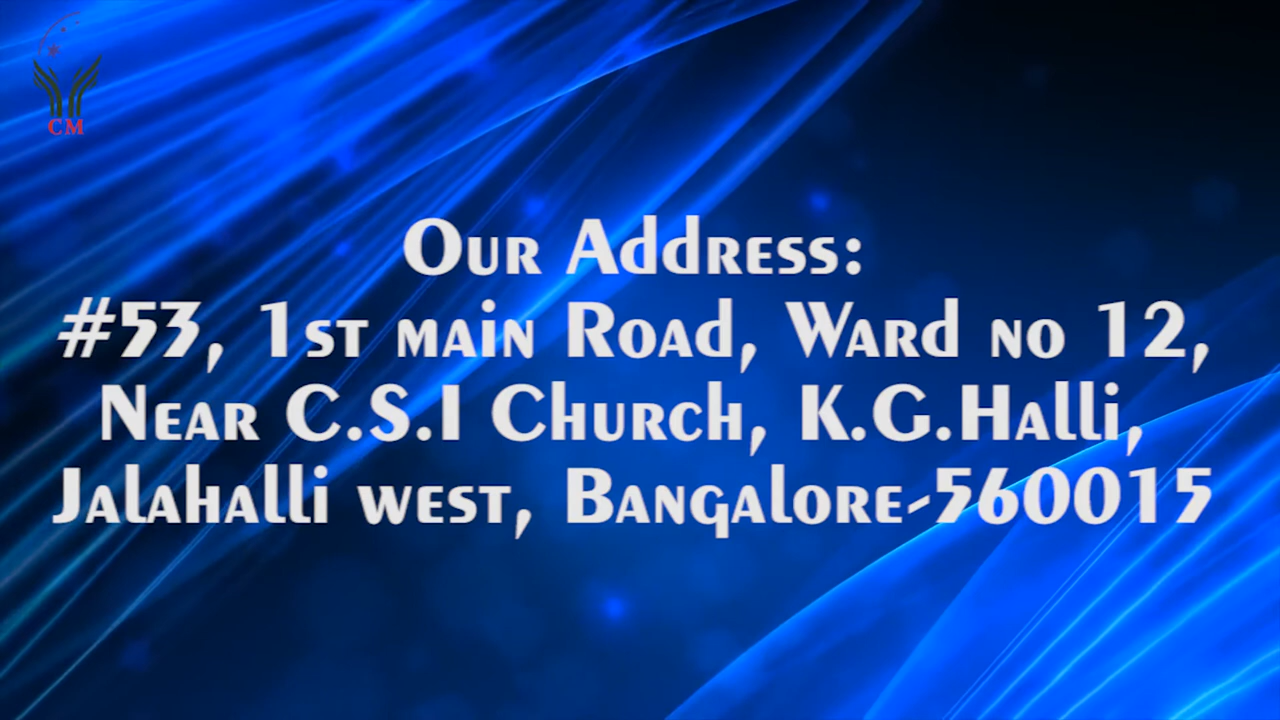 CM
Our Address:
#53, 1st main Road, Ward no 12,
Near C.S.I Church, K.G.Halli,
Jalahalli west, Bangalore-560015